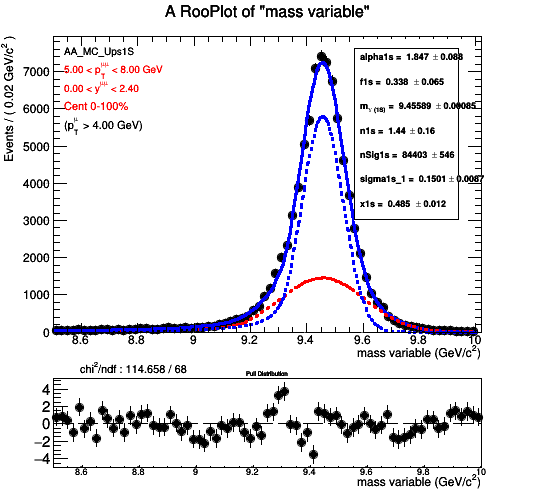 A RooPlot of "mass variable"
Events / ( 0.02 GeV/c² )
7000
6000
5000
4000
3000
2000
1000
0
AA_MC_Ups1S
5.00 < p_T^μμ < 8.00 GeV
0.00 < y^μμ < 2.40
Cent 0-100%
(p_T^μ > 4.00 GeV)
alpha1s = 1.847 ± 0.088
f1s = 0.338 ± 0.065
m_ϒ(1S) = 9.45589 ± 0.00085
n1s = 1.44 ± 0.16
nSig1s = 84403 ± 546
sigma1s_1 = 0.1501 ± 0.0087
x1s = 0.485 ± 0.012
8.6 8.8 9 9.2 9.4 9.6 9.8 10
mass variable (GeV/c²)
chi²/ndf : 114.658 / 68
Pull Distribution
4
2
0
−2
−4
8.6 8.8 9 9.2 9.4 9.6 9.8 10
mass variable (GeV/c²)